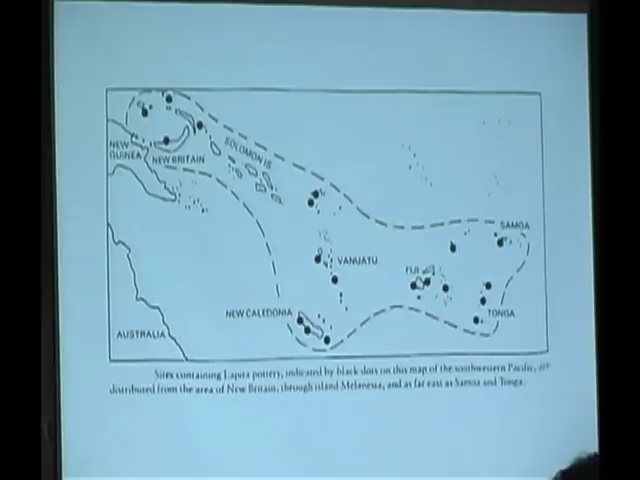 NEW
GUINEA
NEW BRITAIN
SOLOMON IS
SAMOA
VANUATU
FIJI
NEW CALEDONIA
TONGA
AUSTRALIA
Sites containing Lapita pottery, indicated by black dots on this map of the southwestern Pacific, are
distributed from the area of New Britain, through island Melanesia, and as far east as Samoa and Tonga.